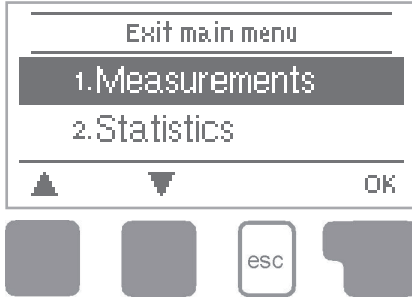 Exit main menu
1.Measurements
2.Statistics
OK
esc